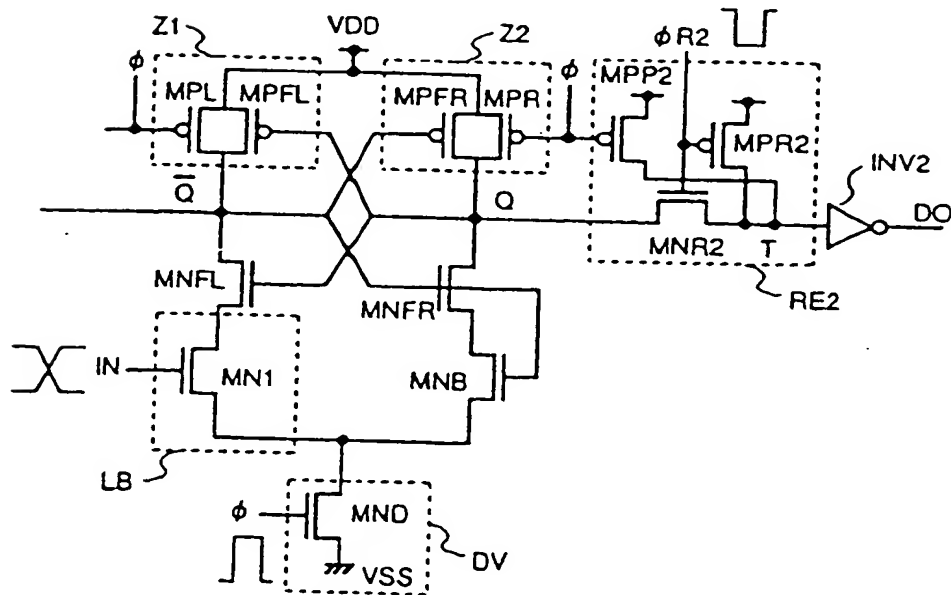 Z1
VDD
Z2
ϕ R2
ϕ
ϕ
MPP2
MPL
MPFL
MPFR
MPR
MPR2
INV2
Q̅
Q
DO
MNR2
T
MNFL
MNFR
RE2
IN
MN1
MNB
LB
ϕ
MND
VSS
DV